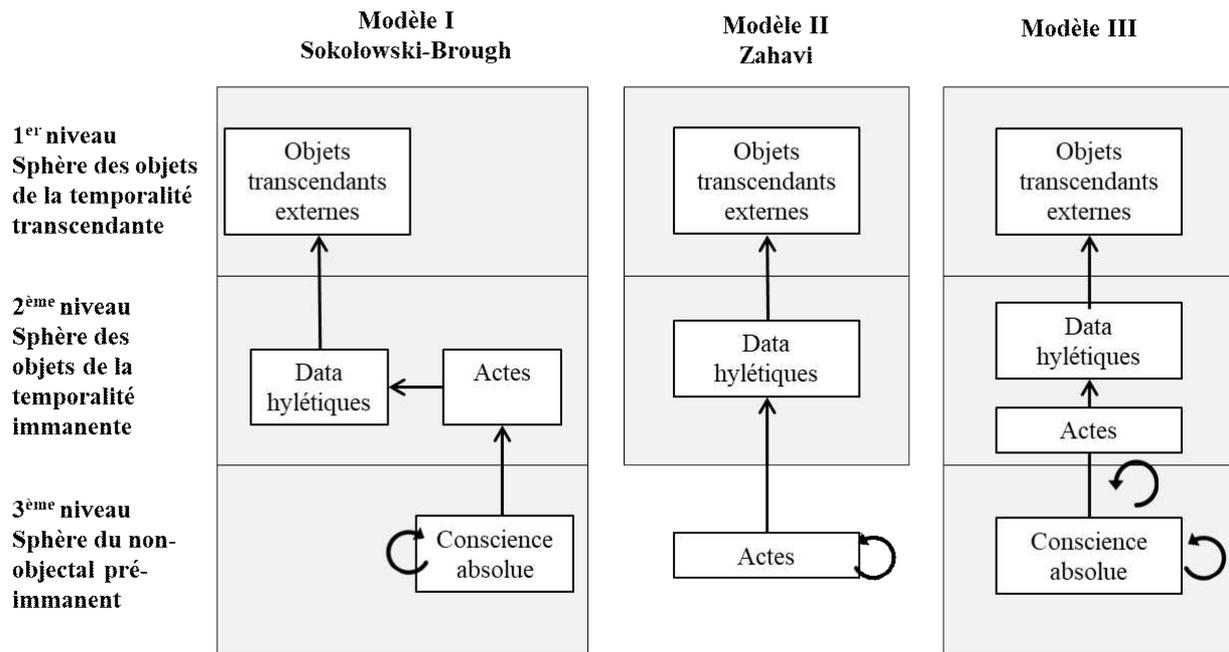 Modèle I
Sokolowski-Brough
Modèle II
Zahavi
Modèle III
1er niveau
Sphère des objets
de la temporalité
transcendante
Objets
transcendants
externes
Objets
transcendants
externes
Objets
transcendants
externes
2ème niveau
Sphère des
objets de la
temporalité
immanente
Data
hylétiques
Actes
Data
hylétiques
Data
hylétiques
Actes
3ème niveau
Sphère du non-
objectal pré-
immanent
Conscience
absolue
Actes
Conscience
absolue